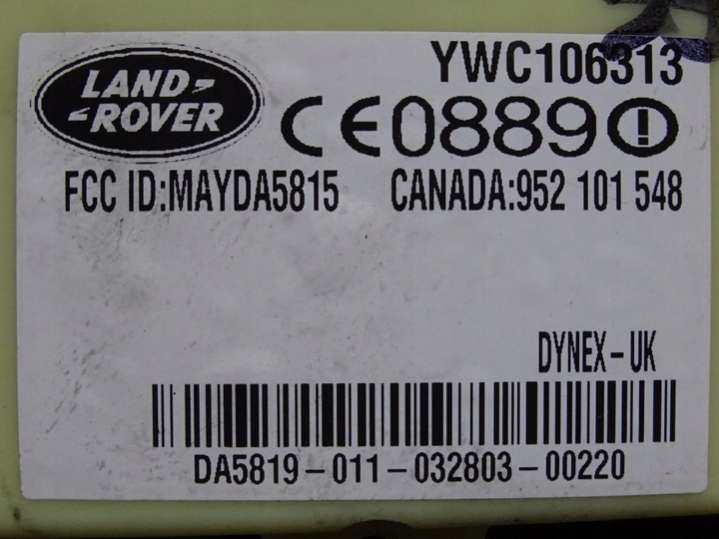 LAND-
-ROVER
YWC106313
CE0889
FCC ID:MAYDA5815 CANADA:952 101 548
DYNEX-UK
DA5819-011-032803-00220